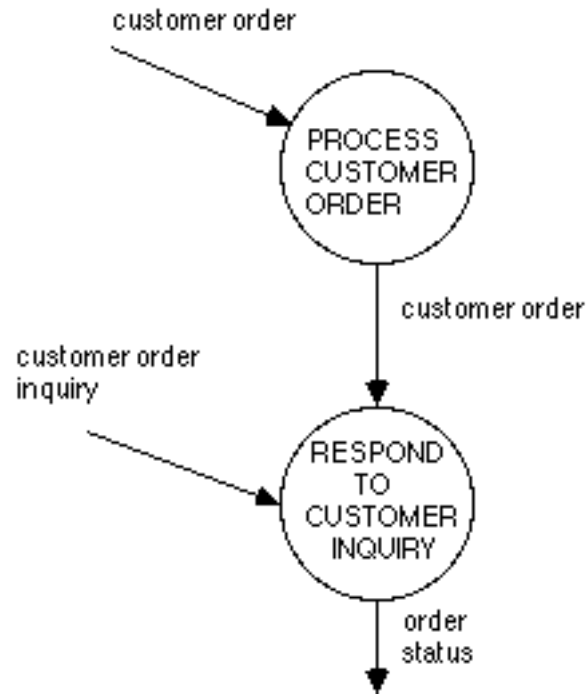 customer order
PROCESS
CUSTOMER
ORDER
customer order
customer order
inquiry
RESPOND
TO
CUSTOMER
INQUIRY
order
status